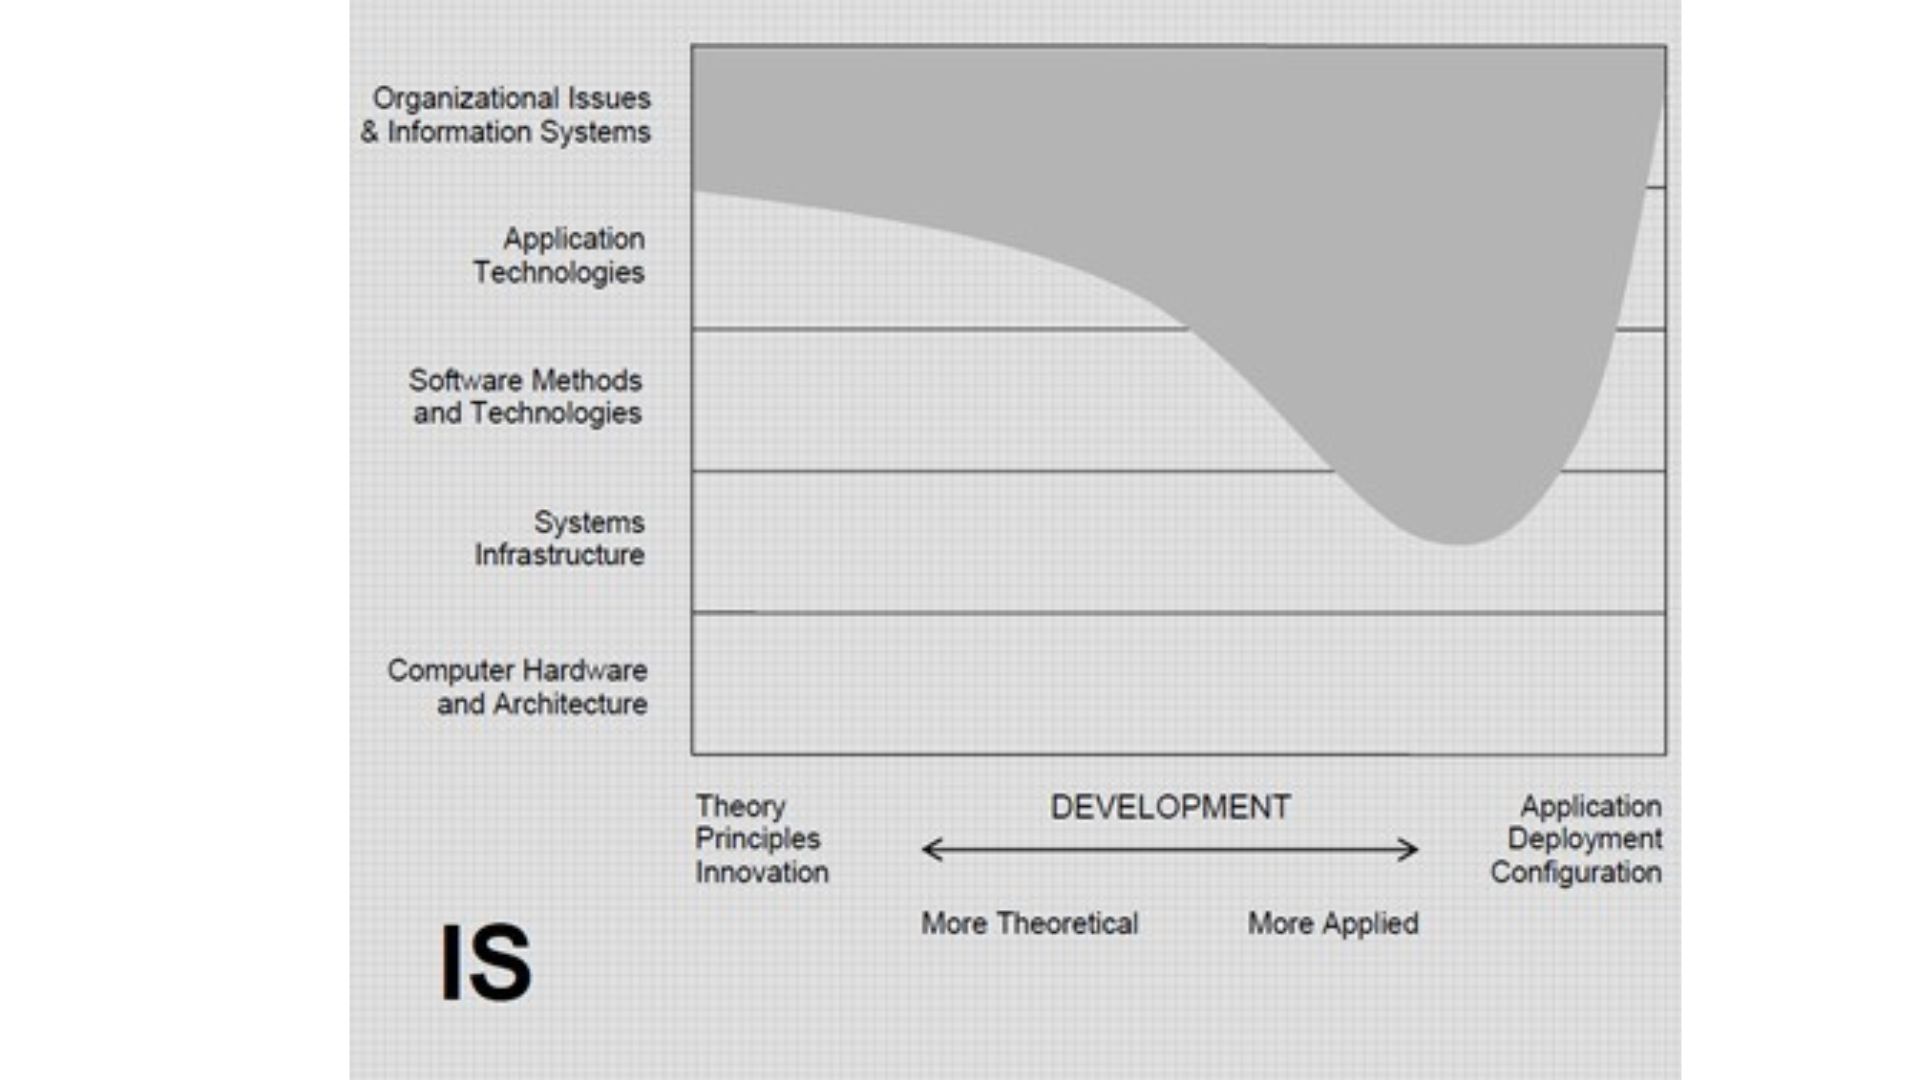 Organizational Issues
& Information Systems
Application
Technologies
Software Methods
and Technologies
Systems
Infrastructure
Computer Hardware
and Architecture
Theory
Principles
Innovation
DEVELOPMENT
Application
Deployment
Configuration
More Theoretical
More Applied
IS